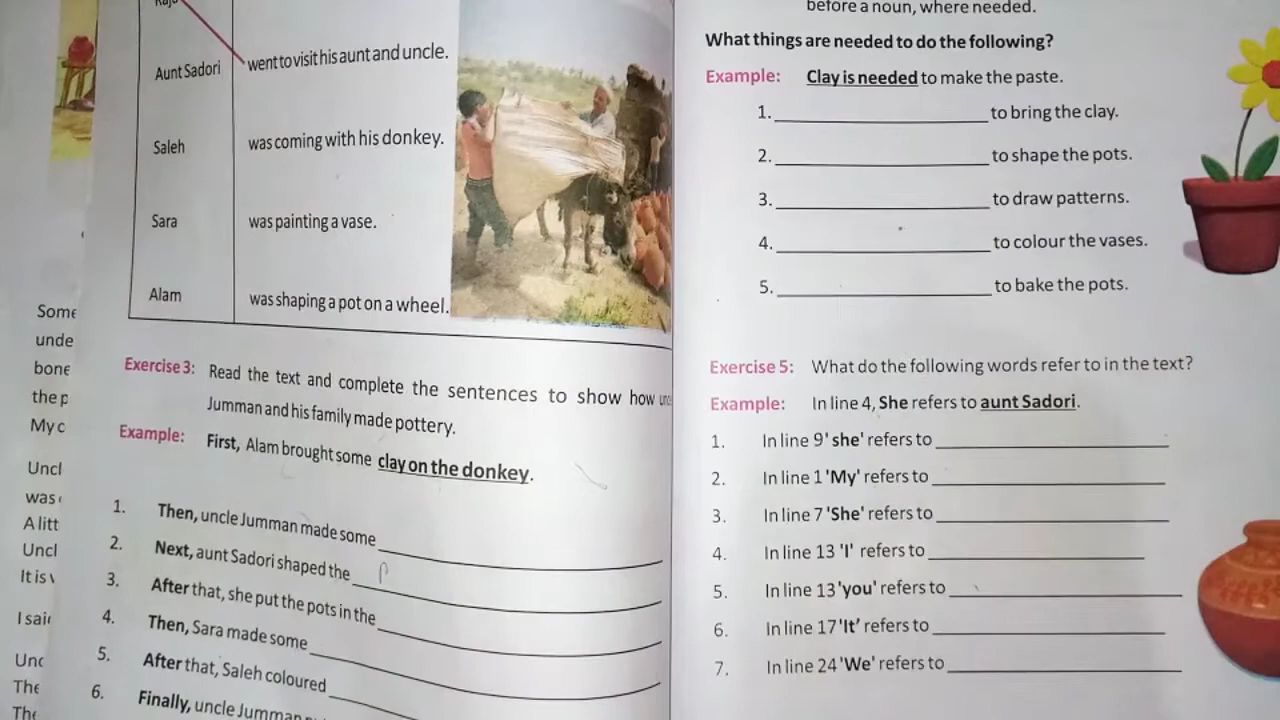 Raju
Aunt Sadori
went to visit his aunt and uncle.
Saleh
was coming with his donkey.
Sara
was painting a vase.
Alam
was shaping a pot on a wheel.
Exercise 3: Read the text and complete the sentences to show how
Jumman and his family made pottery.
Example: First, Alam brought some clay on the donkey.
1. Then, uncle Jumman made some
2. Next, aunt Sadori shaped the
3. After that, she put the pots in the
4. Then, Sara made some
5. After that, Saleh coloured
6. Finally, uncle Jumman
Some
unde
bone
the p
My c
Uncl
was
A litt
Uncl
It is
I said
Unc
The
The
before a noun, where needed.
What things are needed to do the following?
Example: Clay is needed to make the paste.
1. to bring the clay.
2. to shape the pots.
3. to draw patterns.
4. to colour the vases.
5. to bake the pots.
Exercise 5: What do the following words refer to in the text?
Example: In line 4, She refers to aunt Sadori.
1. In line 9' she' refers to
2. In line 1 'My' refers to
3. In line 7 'She' refers to
4. In line 13 'I' refers to
5. In line 13 'you' refers to
6. In line 17 'It' refers to
7. In line 24 'We' refers to